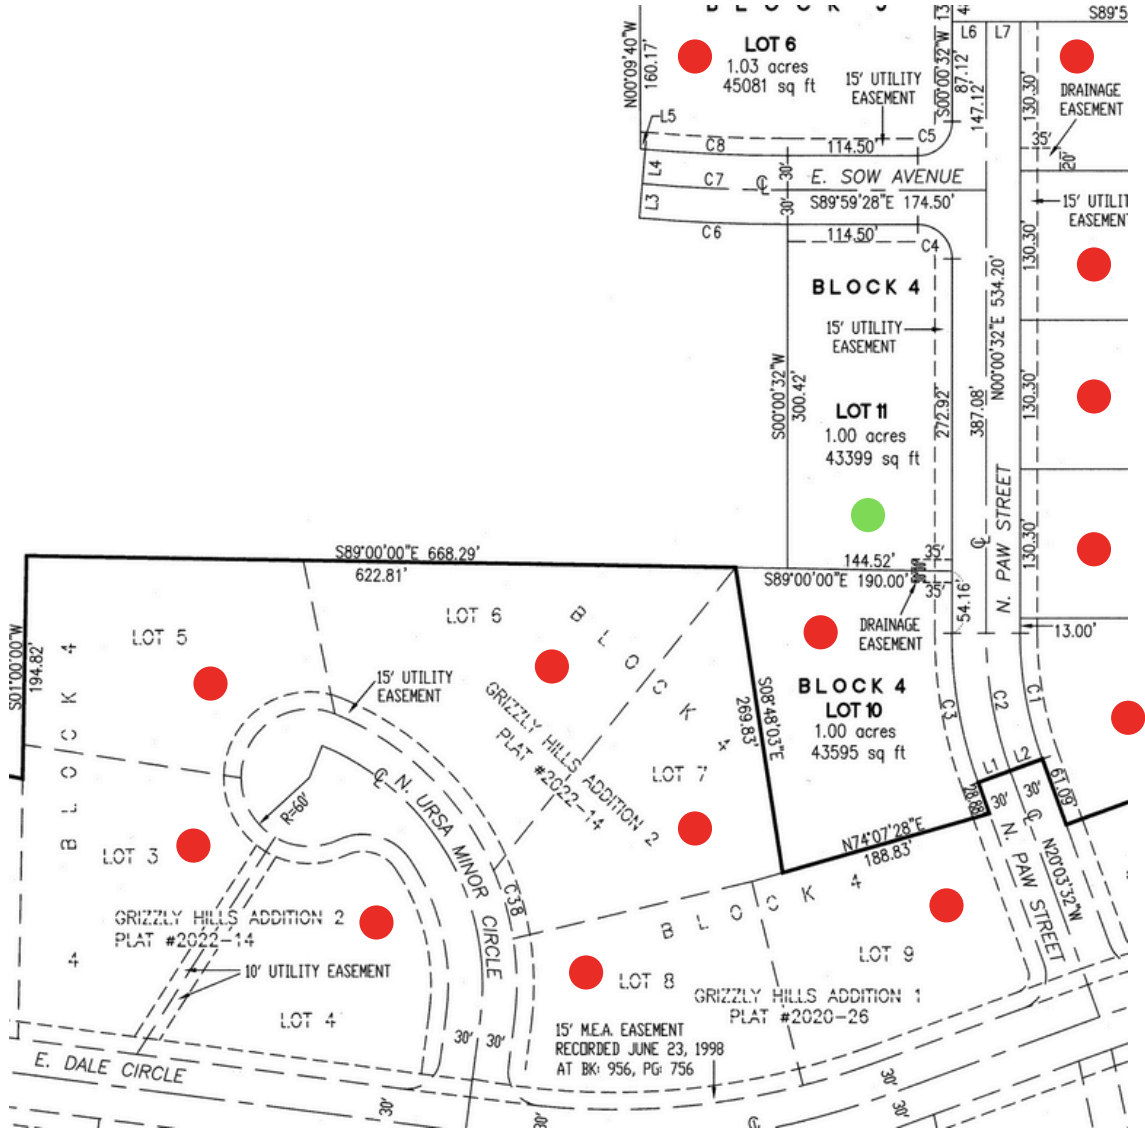 BLOCK
S89°5
N00°09'40"W
160.17'
LOT 6
1.03 acres
45081 sq ft
15' UTILITY
EASEMENT
S00°00'32"W
87.12'
147.12'
L6
L7
130.30'
DRAINAGE
EASEMENT
35'
20'
L5
C5
C8
114.50'
L4
C7
30'
℄
E. SOW AVENUE
S89°59'28"E 174.50'
L3
30'
C6
114.50'
C4
15' UTILIT
EASEMENT
130.30'
BLOCK 4
15' UTILITY
EASEMENT
N00°00'32"E 534.20'
S00°00'32"W
300.42'
LOT 11
1.00 acres
43399 sq ft
272.92'
387.08'
130.30'
N. PAW STREET
℄
130.30'
S89°00'00"E 668.29'
622.81'
144.52'
35'
S89°00'00"E 190.00'
35'
54.16'
DRAINAGE
EASEMENT
13.00'
S01°00'00"W
194.82'
LOT 5
LOT 6
BLOCK 4
BLOCK 4
15' UTILITY
EASEMENT
GRIZZLY HILLS ADDITION 2
PLAT #2022-14
LOT 7
S08°48'03"E
269.83'
BLOCK 4
LOT 10
1.00 acres
43595 sq ft
C3
C2
C1
L1
L2
28.88'
30'
30'
℄
61.09'
℄
N. URSA MINOR CIRCLE
R=60'
N74°07'28"E
188.83'
N. PAW STREET
N20°03'32"W
LOT 3
C38
BLOCK 4
GRIZZLY HILLS ADDITION 2
PLAT #2022-14
4
10' UTILITY EASEMENT
LOT 4
LOT 8
LOT 9
GRIZZLY HILLS ADDITION 1
PLAT #2020-26
30'
30'
15' M.E.A. EASEMENT
RECORDED JUNE 23, 1998
AT BK: 956, PG: 756
E. DALE CIRCLE
30'
30'
℄
30'
30'